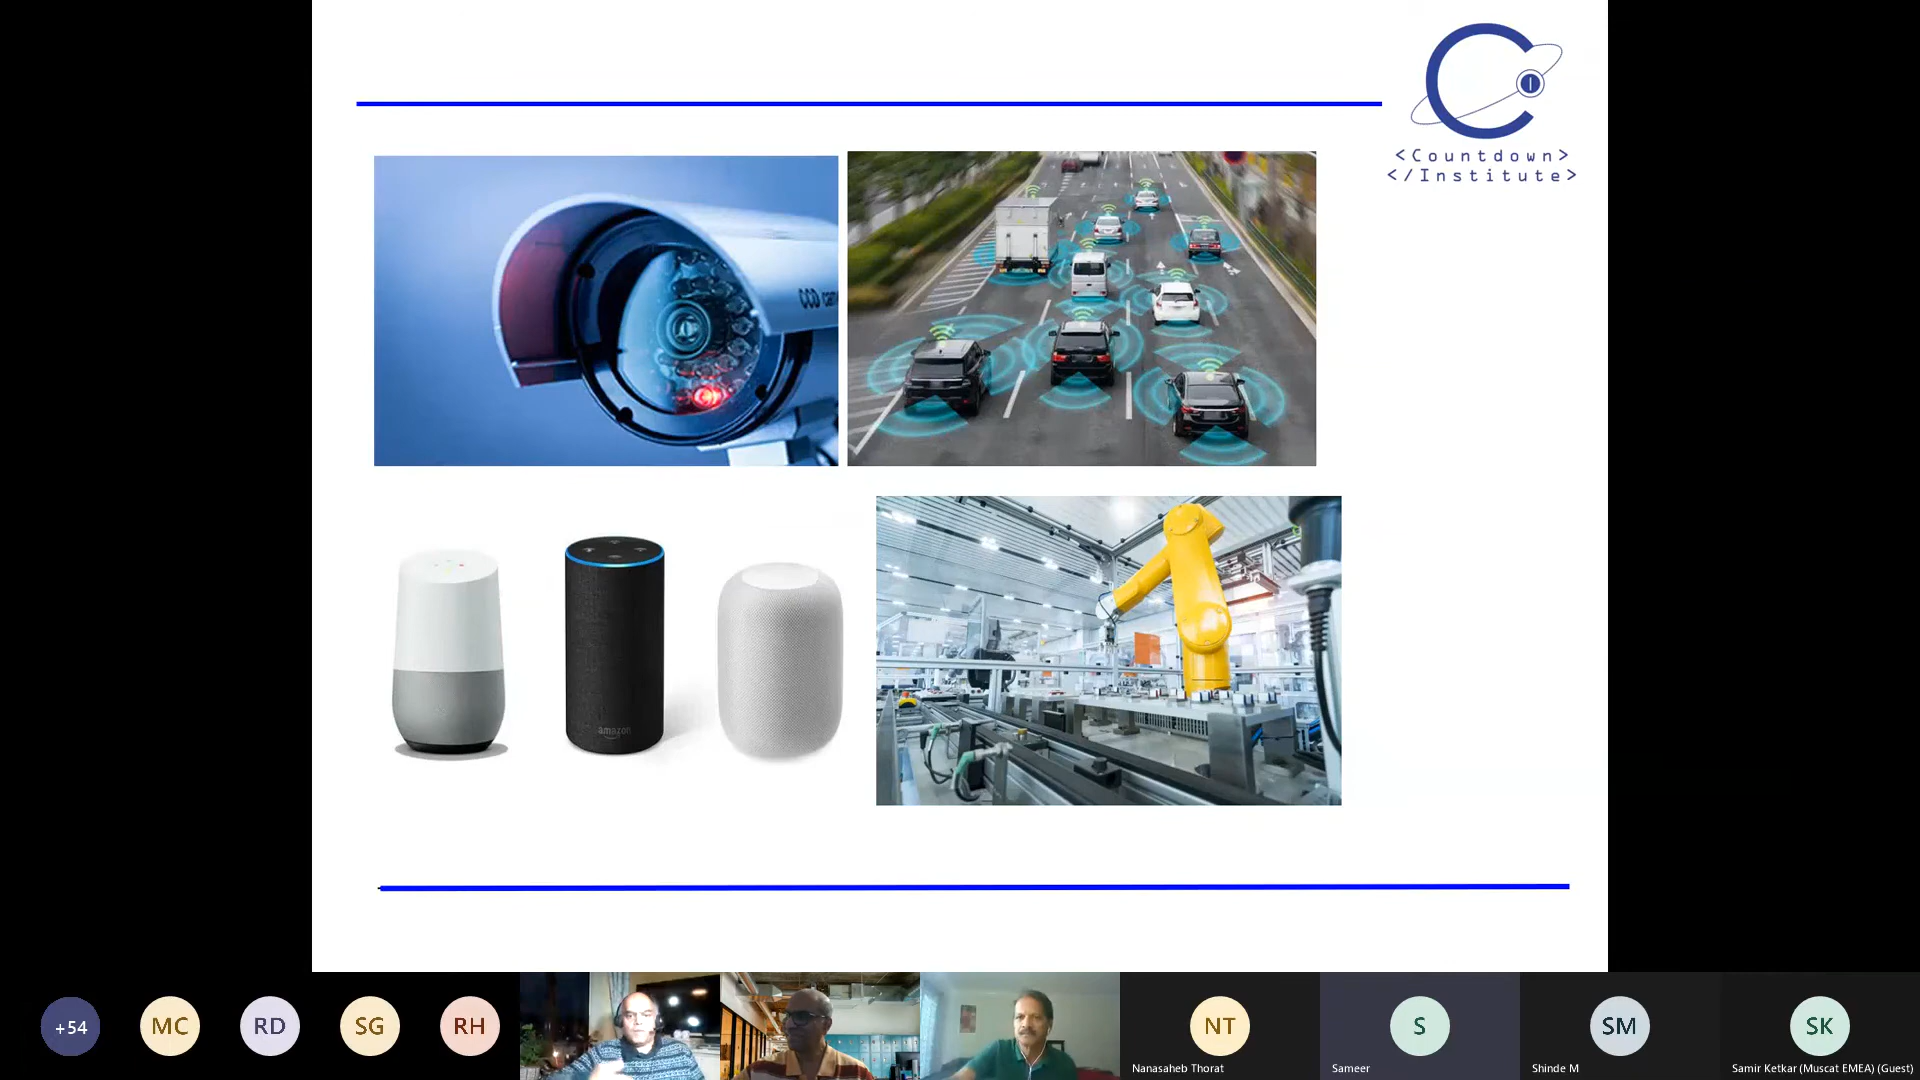 <Countdown>
</Institute>
CCD cam
amazon
+54
MC
RD
SG
RH
NT
S
SM
SK
Nanasaheb Thorat
Sameer
Shinde M
Samir Ketkar (Muscat EMEA) (Guest)